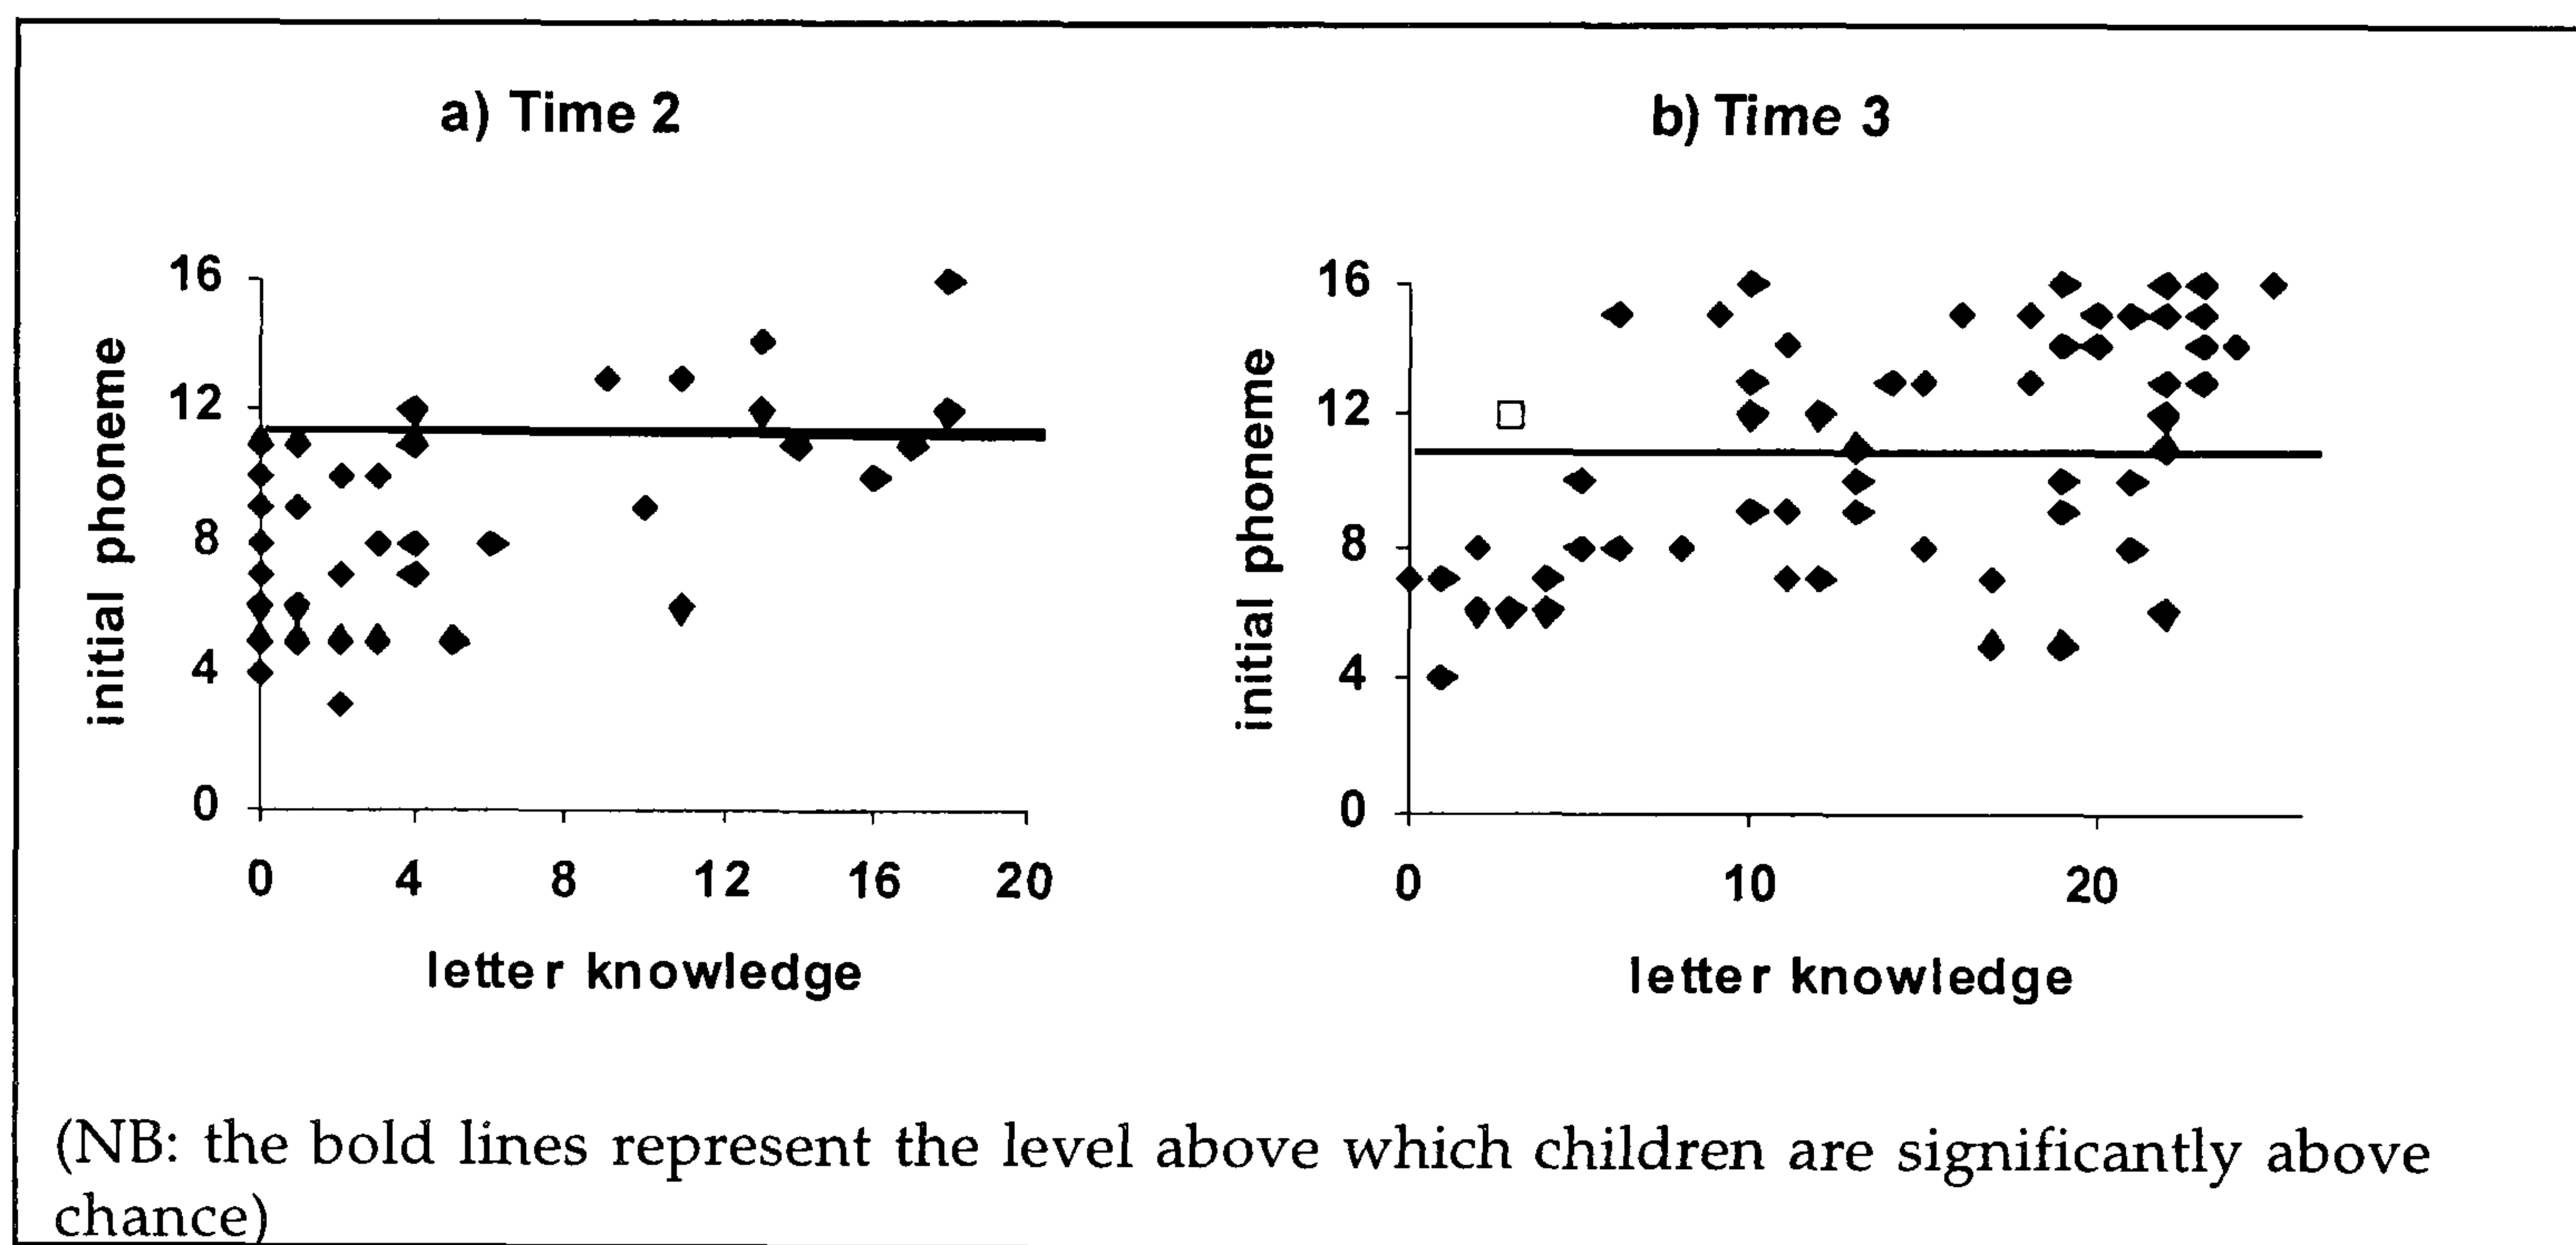 a) Time 2
16
12
8
4
0
initial phoneme
0 4 8 12 16 20
letter knowledge
b) Time 3
16
12
8
4
0
initial phoneme
0 10 20
letter knowledge
(NB: the bold lines represent the level above which children are significantly above
chance)